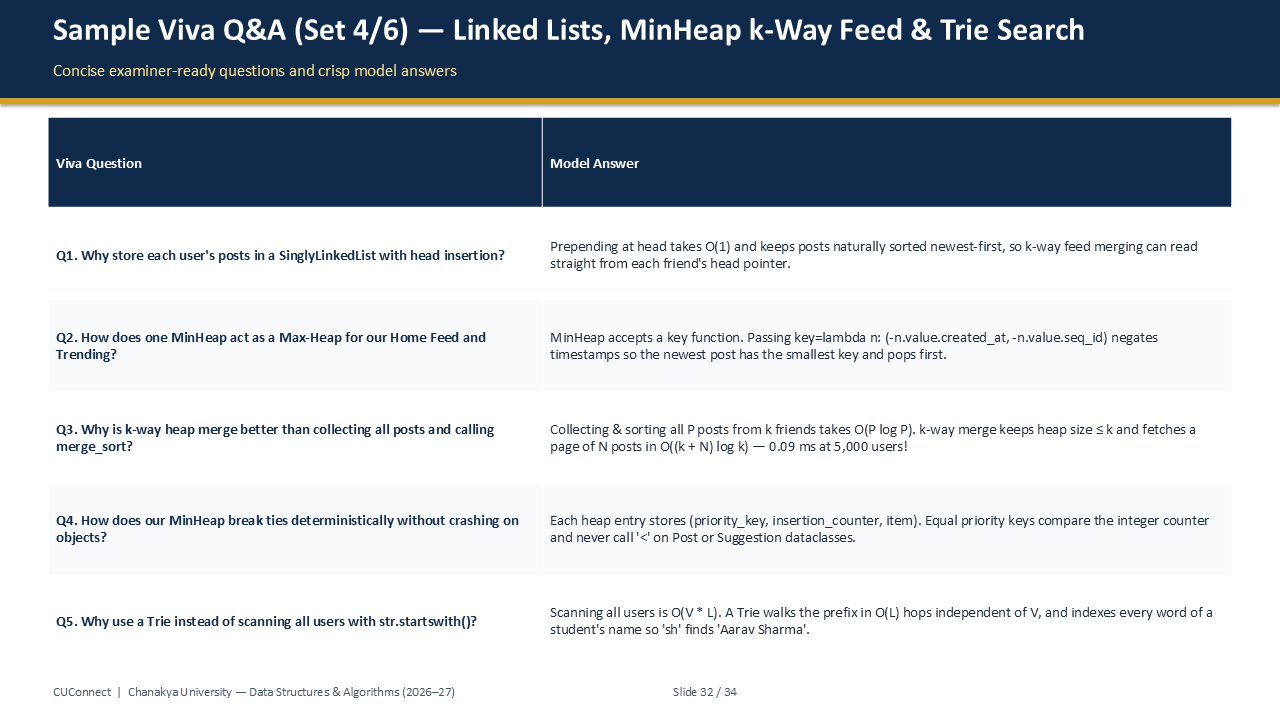 Sample Viva Q&A (Set 4/6) — Linked Lists, MinHeap k-Way Feed & Trie Search
Concise examiner-ready questions and crisp model answers
Viva Question
Model Answer
Q1. Why store each user's posts in a SinglyLinkedList with head insertion?
Prepending at head takes O(1) and keeps posts naturally sorted newest-first, so k-way feed merging can read
straight from each friend's head pointer.
Q2. How does one MinHeap act as a Max-Heap for our Home Feed and
Trending?
MinHeap accepts a key function. Passing key=lambda n: (-n.value.created_at, -n.value.seq_id) negates
timestamps so the newest post has the smallest key and pops first.
Q3. Why is k-way heap merge better than collecting all posts and calling
merge_sort?
Collecting & sorting all P posts from k friends takes O(P log P). k-way merge keeps heap size ≤ k and fetches a
page of N posts in O((k + N) log k) — 0.09 ms at 5,000 users!
Q4. How does our MinHeap break ties deterministically without crashing on
objects?
Each heap entry stores (priority_key, insertion_counter, item). Equal priority keys compare the integer counter
and never call '<' on Post or Suggestion dataclasses.
Q5. Why use a Trie instead of scanning all users with str.startswith()?
Scanning all users is O(V * L). A Trie walks the prefix in O(L) hops independent of V, and indexes every word of a
student's name so 'sh' finds 'Aarav Sharma'.
CUConnect | Chanakya University — Data Structures & Algorithms (2026–27)
Slide 32 / 34